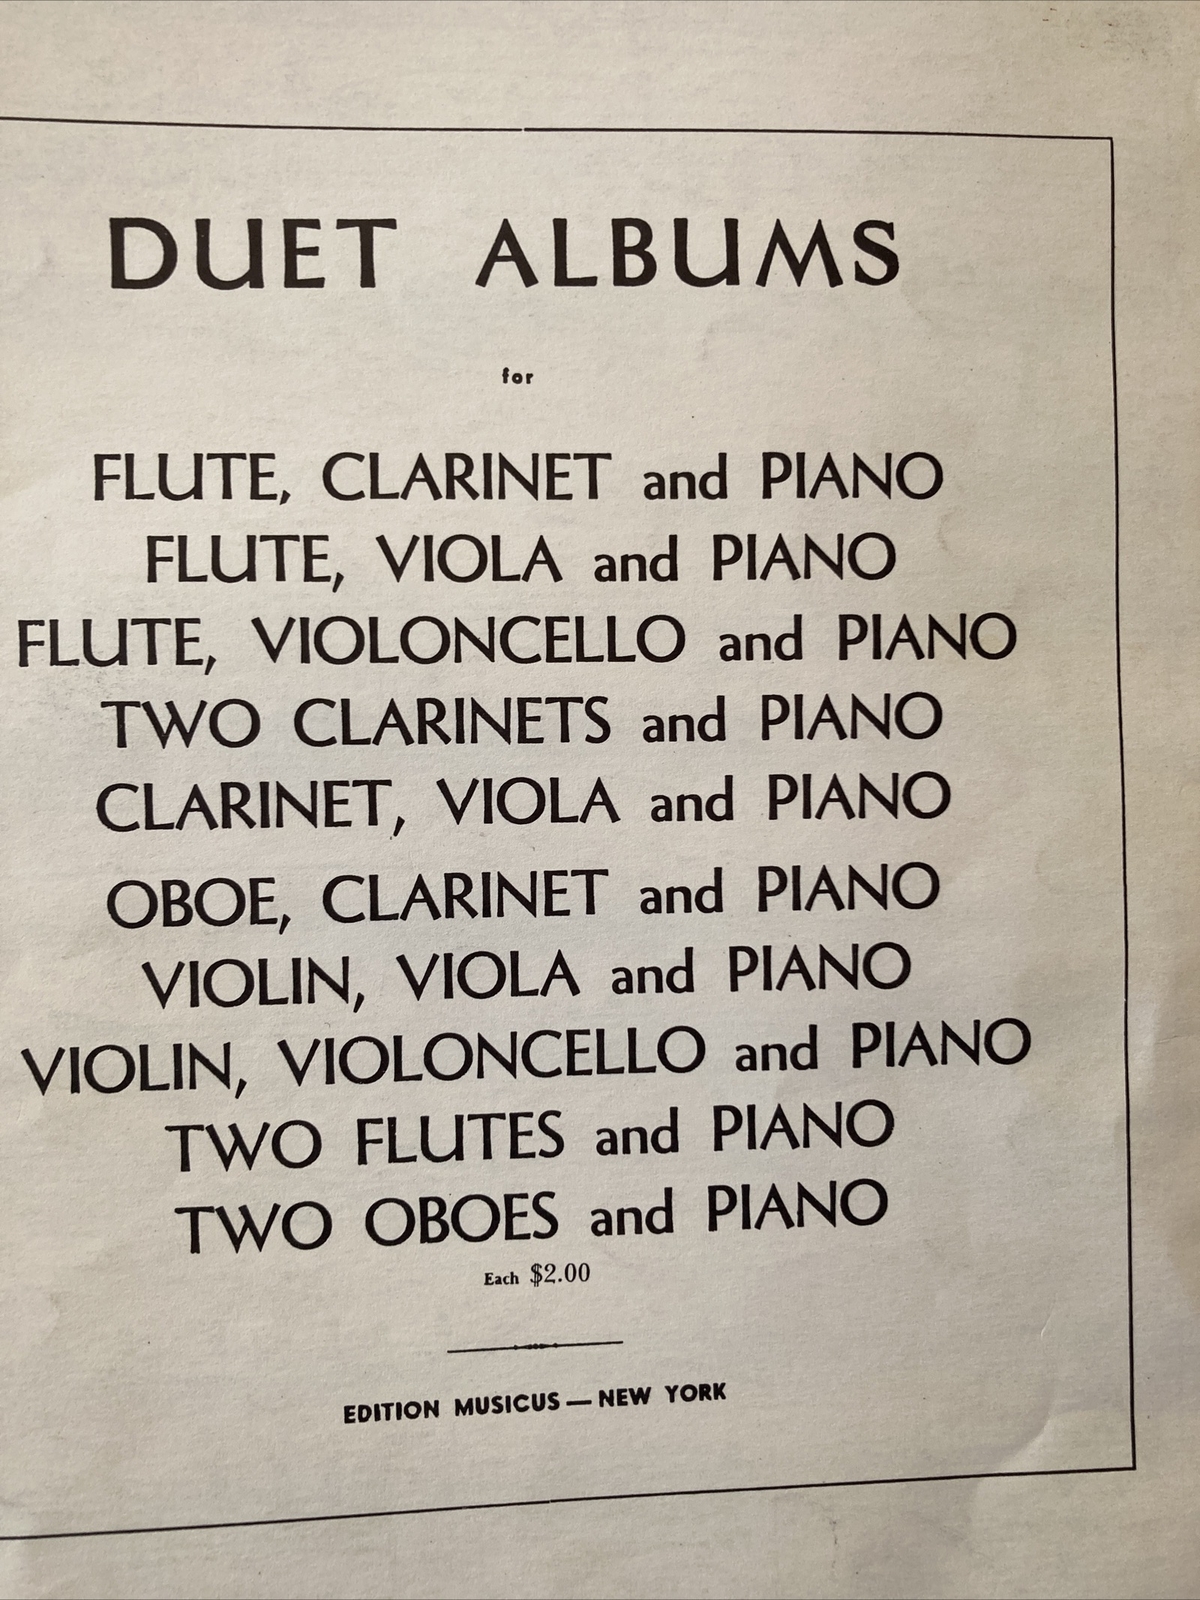 DUET ALBUMS
for
FLUTE, CLARINET and PIANO
FLUTE, VIOLA and PIANO
FLUTE, VIOLONCELLO and PIANO
TWO CLARINETS and PIANO
CLARINET, VIOLA and PIANO
OBOE, CLARINET and PIANO
VIOLIN, VIOLA and PIANO
VIOLIN, VIOLONCELLO and PIANO
TWO FLUTES and PIANO
TWO OBOES and PIANO
Each $2.00
EDITION MUSICUS — NEW YORK